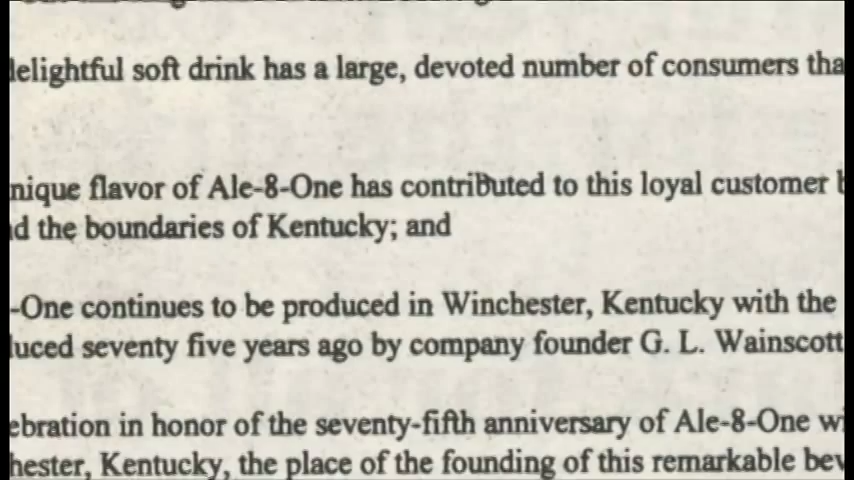 delightful soft drink has a large, devoted number of consumers tha
nique flavor of Ale-8-One has contributed to this loyal customer b
d the boundaries of Kentucky; and
-One continues to be produced in Winchester, Kentucky with the
luced seventy five years ago by company founder G. L. Wainscott
ebration in honor of the seventy-fifth anniversary of Ale-8-One wi
hester, Kentucky, the place of the founding of this remarkable bev